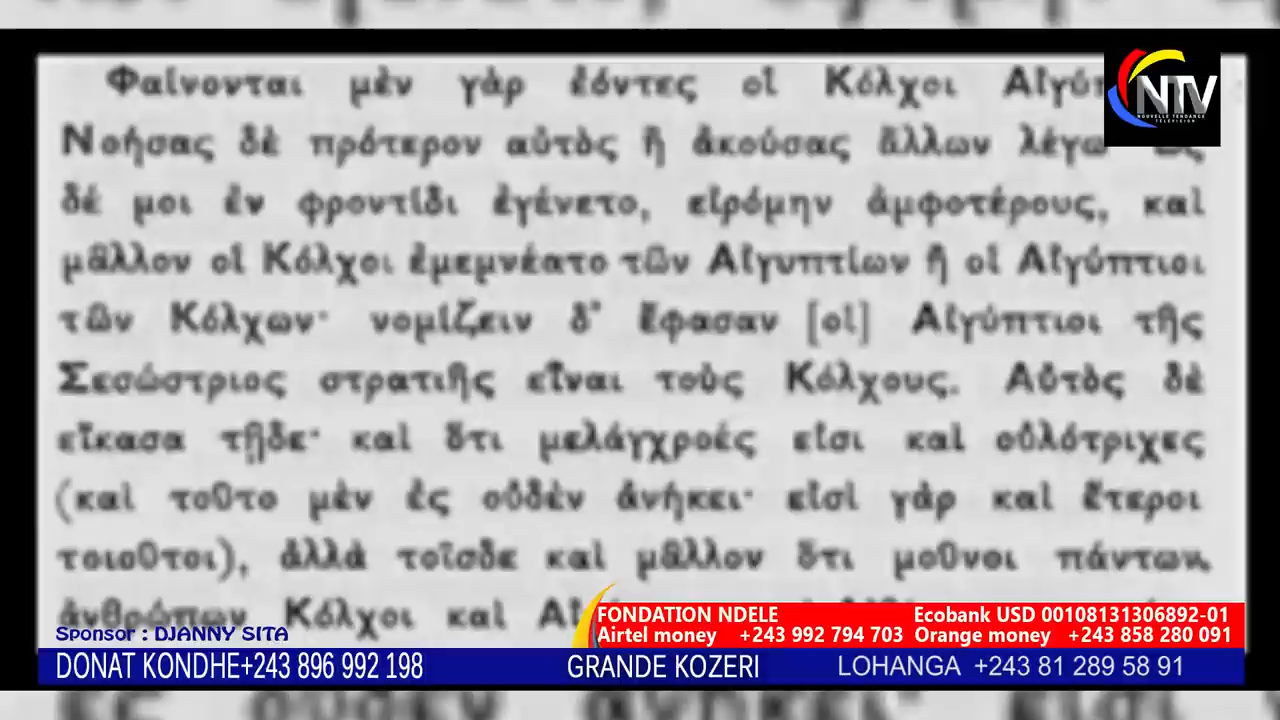 Φαίνονται μὲν γὰρ ἐόντες οἱ Κόλχοι
Νοήσας δὲ πρότερον αὐτὸς ἢ ἀκούσας ἄλλων λέγω
δέ μοι ἐν φροντίδι ἐγένετο, εἰρόμην ἀμφοτέρους, καὶ
μᾶλλον οἱ Κόλχοι ἐμεμνέατο τῶν Αἰγυπτίων ἢ οἱ Αἰγύπτιοι
τῶν Κόλχων· νομίζειν δ' ἔφασαν [οἱ] Αἰγύπτιοι τῆς
Σεσώστριος στρατιῆς εἶναι τοὺς Κόλχους. Αὐτὸς δὲ
εἴκασα τῇδε· καὶ ὅτι μελάγχροές εἰσι καὶ οὐλότριχες
(καὶ τοῦτο μὲν ἐς οὐδὲν ἀνήκει· εἰσὶ γὰρ καὶ ἕτεροι
τοιοῦτοι), ἀλλὰ τοῖσδε καὶ μᾶλλον ὅτι μοῦνοι πάντων
ἀνθρώπων Κόλχοι καὶ
NTV
NOUVELLE TENDANCE
TELEVISION
FONDATION NDELE Ecobank USD 00108131306892-01
Airtel money +243 992 794 703 Orange money +243 858 280 091
Sponsor : DJANNY SITA
DONAT KONDHE+243 896 992 198 GRANDE KOZERI LOHANGA +243 81 289 58 91